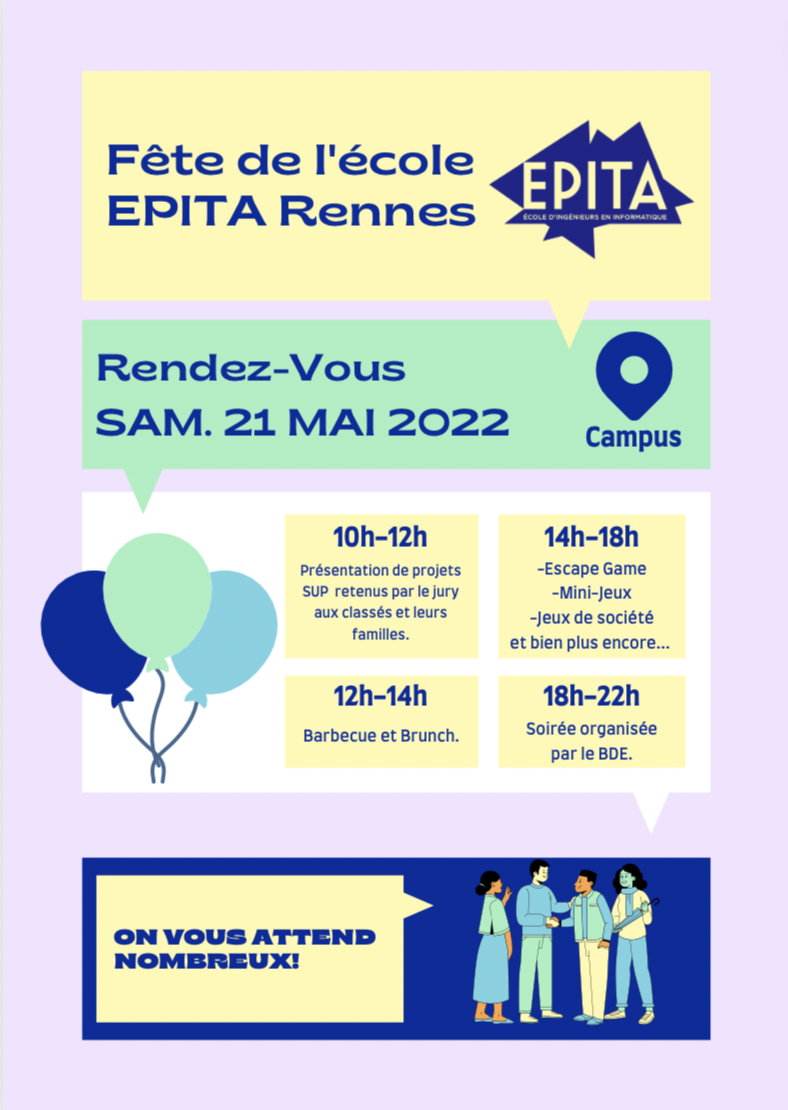 Fête de l'école
EPITA Rennes
EPITA
ÉCOLE D'INGÉNIEURS EN INFORMATIQUE
Rendez-Vous
SAM. 21 MAI 2022
Campus
10h-12h
Présentation de projets
SUP retenus par le jury
aux classés et leurs
familles.
14h-18h
-Escape Game
-Mini-Jeux
-Jeux de société
et bien plus encore...
12h-14h
Barbecue et Brunch.
18h-22h
Soirée organisée
par le BDE.
ON VOUS ATTEND
NOMBREUX!